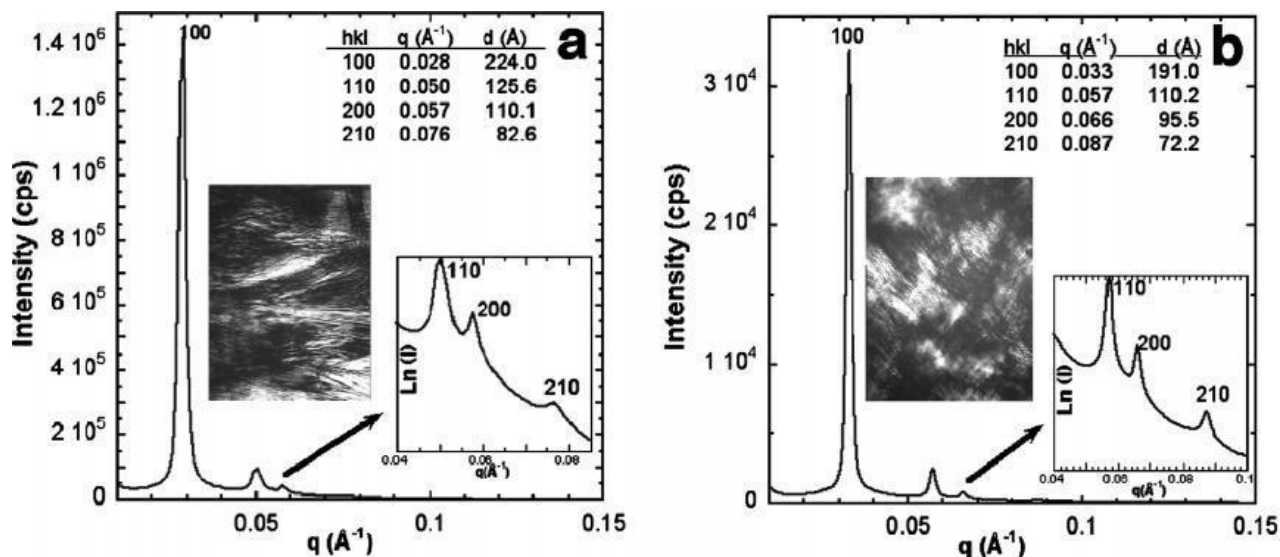 a
hkl q (Å⁻¹) d (Å)
100 0.028 224.0
110 0.050 125.6
200 0.057 110.1
210 0.076 82.6
100
1.4 10⁶
1.2 10⁶
1 10⁶
8 10⁵
6 10⁵
4 10⁵
2 10⁵
0
Intensity (cps)
0.05 0.1 0.15
q (Å⁻¹)
110
200
210
Ln (I)
0.04 0.06 0.08
q(Å⁻¹)
b
hkl q (Å⁻¹) d (Å)
100 0.033 191.0
110 0.057 110.2
200 0.066 95.5
210 0.087 72.2
100
3 10⁴
2 10⁴
1 10⁴
0
Intensity (cps)
0.05 0.1 0.15
q (Å⁻¹)
110
200
210
Ln (I)
0.04 0.06 0.08 0.1
q(Å⁻¹)